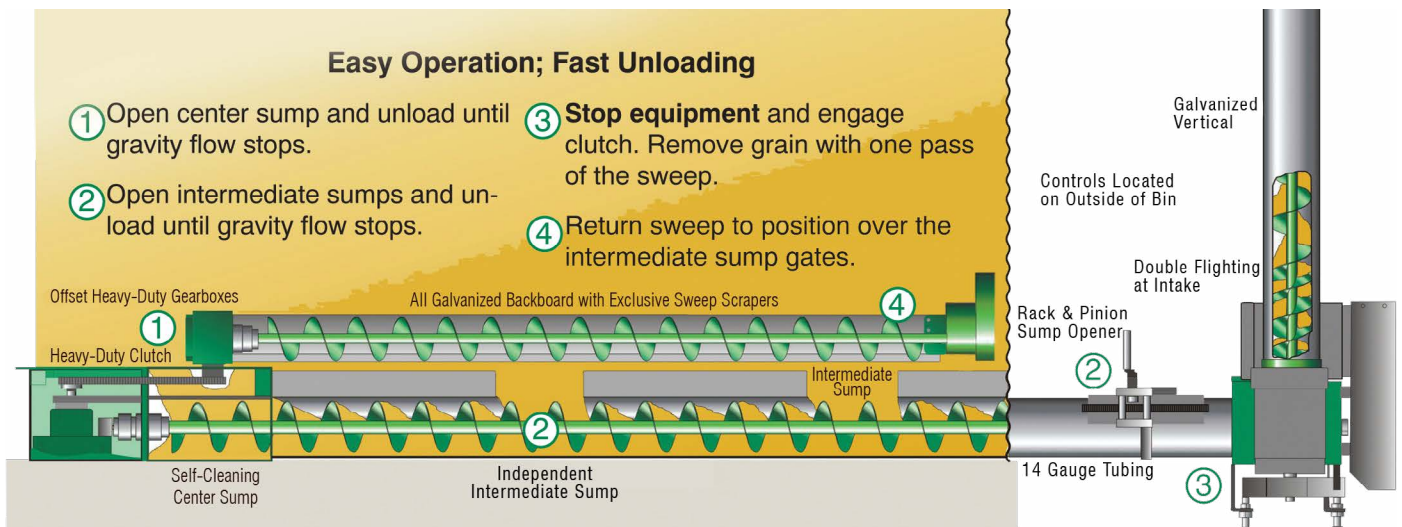 Easy Operation; Fast Unloading
1 Open center sump and unload until
gravity flow stops.
2 Open intermediate sumps and un-
load until gravity flow stops.
3 Stop equipment and engage
clutch. Remove grain with one pass
of the sweep.
4 Return sweep to position over the
intermediate sump gates.
Offset Heavy-Duty Gearboxes
1
Heavy-Duty Clutch
All Galvanized Backboard with Exclusive Sweep Scrapers
4
Intermediate
Sump
2
Self-Cleaning
Center Sump
Independent
Intermediate Sump
Galvanized
Vertical
Controls Located
on Outside of Bin
Double Flighting
at Intake
Rack & Pinion
Sump Opener
2
14 Gauge Tubing
3